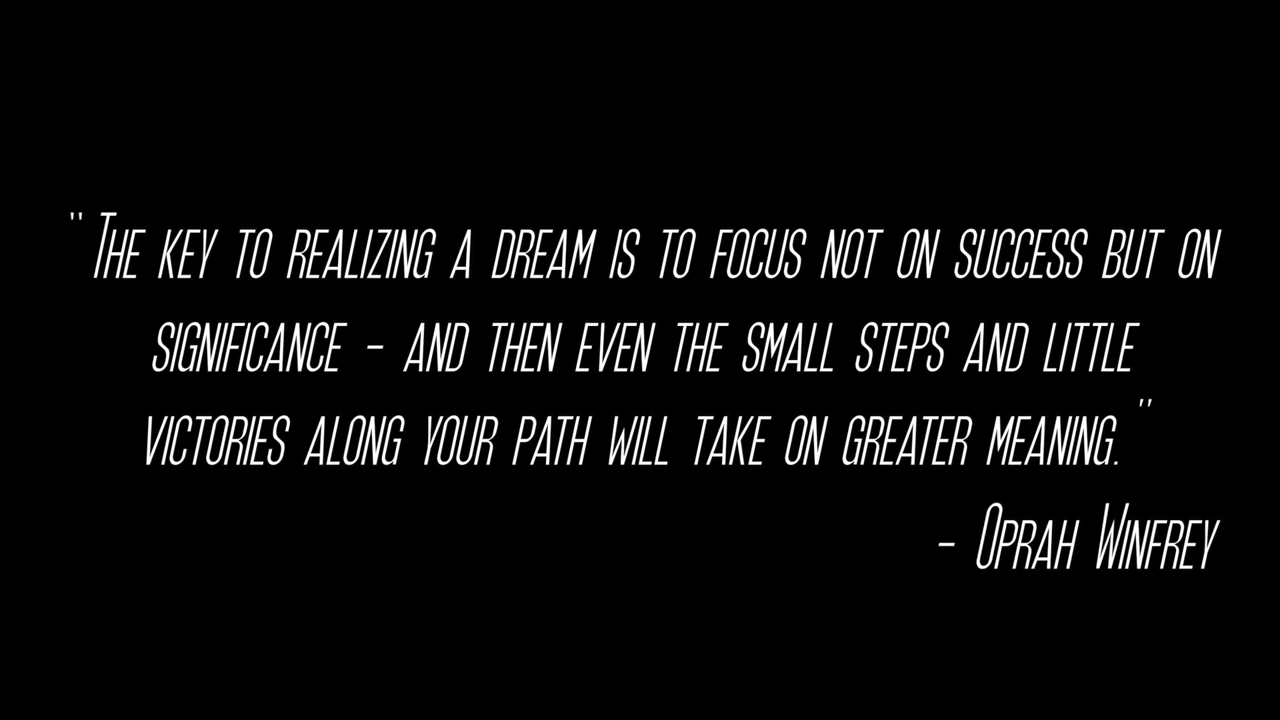 "The key to realizing a dream is to focus not on success but on
significance - and then even the small steps and little
victories along your path will take on greater meaning."
- Oprah Winfrey